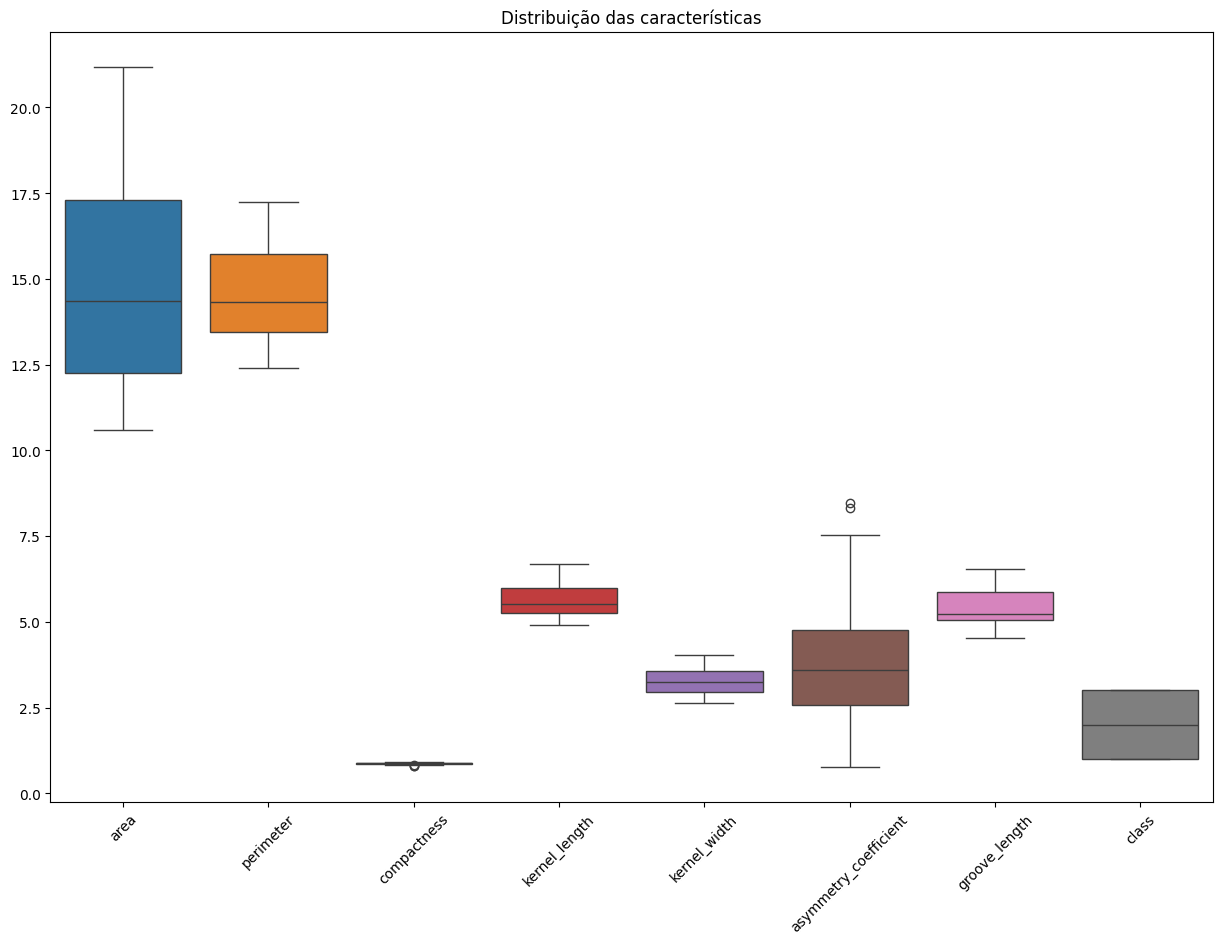 Distribuição das características
20.0
17.5
15.0
12.5
10.0
7.5
5.0
2.5
0.0
area
perimeter
compactness
kernel_length
kernel_width
asymmetry_coefficient
groove_length
class